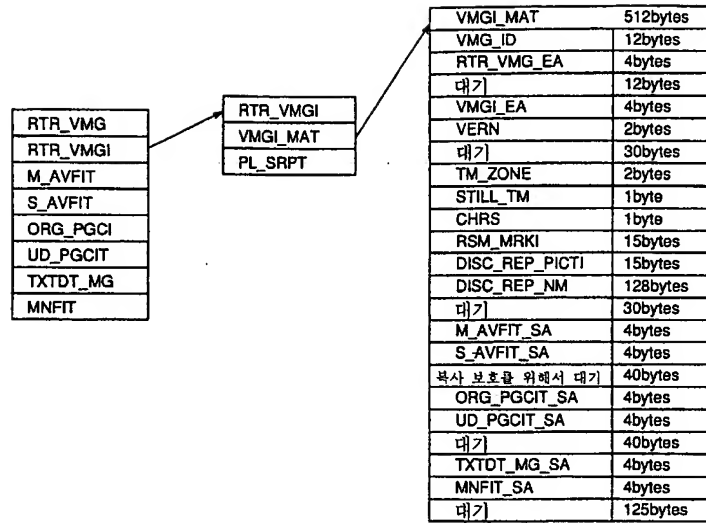 RTR_VMG
RTR_VMGI
M_AVFIT
S_AVFIT
ORG_PGCI
UD_PGCIT
TXTDT_MG
MNFIT
RTR_VMGI
VMGI_MAT
PL_SRPT
VMGI_MAT 512bytes
VMG_ID 12bytes
RTR_VMG_EA 4bytes
대기 12bytes
VMGI_EA 4bytes
VERN 2bytes
대기 30bytes
TM_ZONE 2bytes
STILL_TM 1byte
CHRS 1byte
RSM_MRKI 15bytes
DISC_REP_PICTI 15bytes
DISC_REP_NM 128bytes
대기 30bytes
M_AVFIT_SA 4bytes
S_AVFIT_SA 4bytes
복사 보호를 위해서 대기 40bytes
ORG_PGCIT_SA 4bytes
UD_PGCIT_SA 4bytes
대기 40bytes
TXTDT_MG_SA 4bytes
MNFIT_SA 4bytes
대기 125bytes